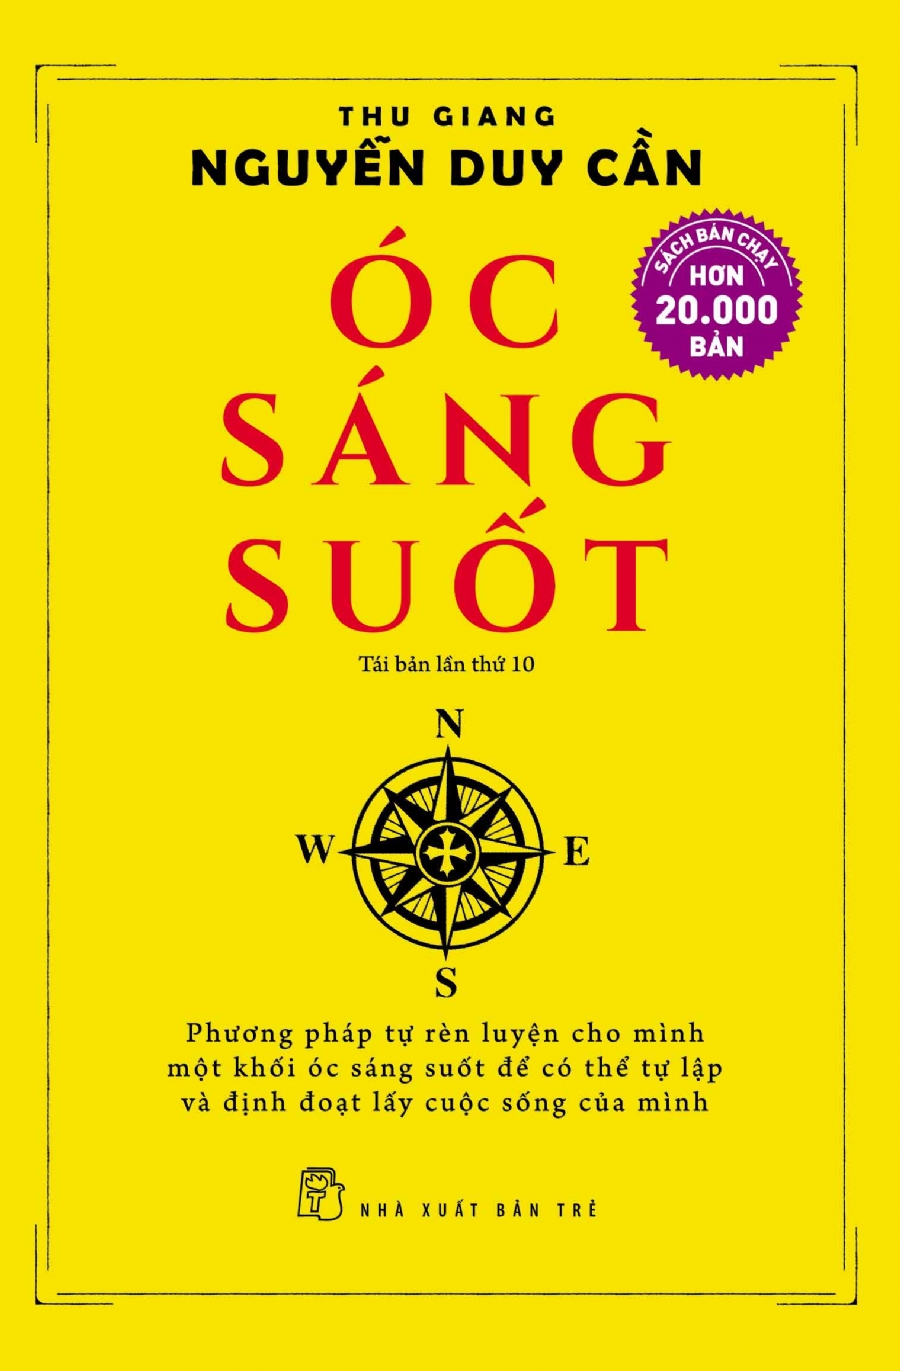 THU GIANG
NGUYỄN DUY CẦN
ÓC
SÁNG
SUỐT
SÁCH BÁN CHẠY
HƠN
20.000
BẢN
Tái bản lần thứ 10
N
W E
S
Phương pháp tự rèn luyện cho mình
một khối óc sáng suốt để có thể tự lập
và định đoạt lấy cuộc sống của mình
T
NHÀ XUẤT BẢN TRẺ